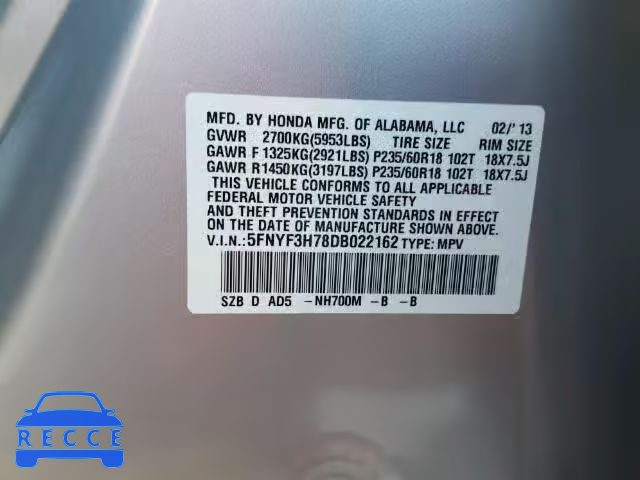 MFD. BY HONDA MFG. OF ALABAMA, LLC 02/'13
GVWR 2700KG(5953LBS) TIRE SIZE RIM SIZE
GAWR F 1325KG(2921LBS) P235/60R18 102T 18X7.5J
GAWR R1450KG(3197LBS) P235/60R18 102T 18X7.5J
THIS VEHICLE CONFORMS TO ALL APPLICABLE
FEDERAL MOTOR VEHICLE SAFETY
AND THEFT PREVENTION STANDARDS IN EFFECT
ON THE DATE OF MANUFACTURE SHOWN ABOVE.
V.I.N.:5FNYF3H78DB022162 TYPE: MPV
SZB D AD5 -NH700M -B -B
RECCE